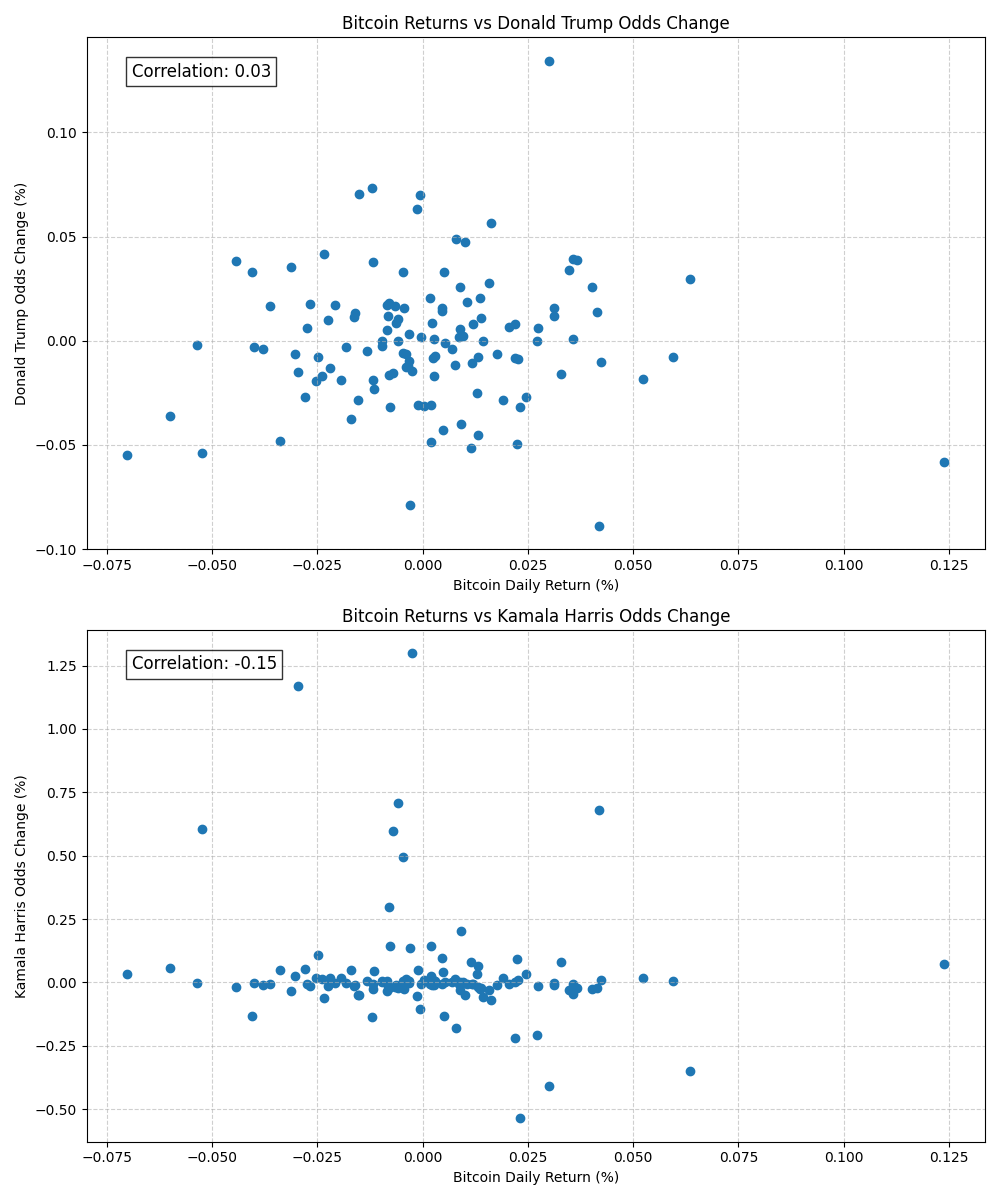 Bitcoin Returns vs Donald Trump Odds Change
Correlation: 0.03
Donald Trump Odds Change (%)
0.10
0.05
0.00
−0.05
−0.10
−0.075 −0.050 −0.025 0.000 0.025 0.050 0.075 0.100 0.125
Bitcoin Daily Return (%)
Bitcoin Returns vs Kamala Harris Odds Change
Correlation: -0.15
Kamala Harris Odds Change (%)
1.25
1.00
0.75
0.50
0.25
0.00
−0.25
−0.50
−0.075 −0.050 −0.025 0.000 0.025 0.050 0.075 0.100 0.125
Bitcoin Daily Return (%)